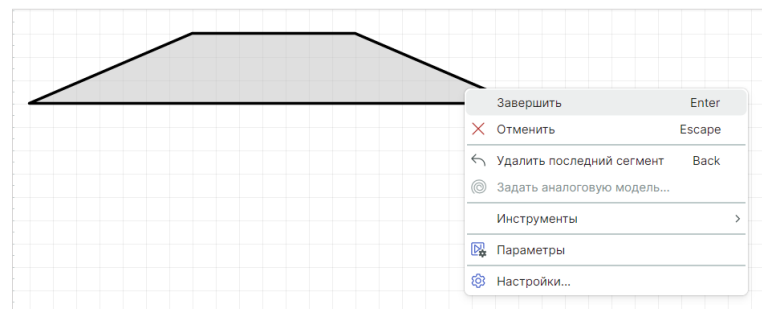 Завершить Enter
Отменить Escape
Удалить последний сегмент Back
Задать аналоговую модель...
Инструменты
Параметры
Настройки...